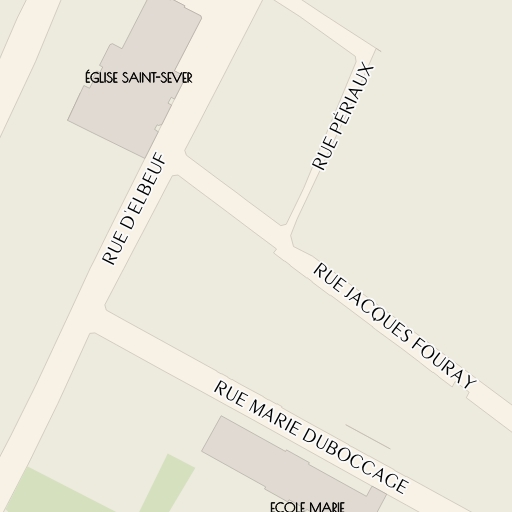 ÉGLISE SAINT-SEVER
RUE PÉRIAUX
RUE D'ELBEUF
RUE JACQUES FOURAY
RUE MARIE DUBOCCAGE
ECOLE MARIE